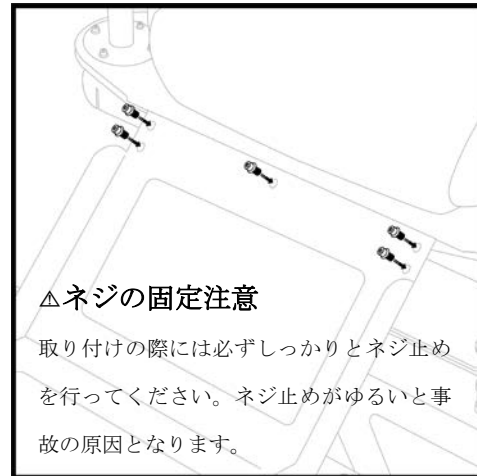 ⚠ネジの固定注意
取り付けの際には必ずしっかりとネジ止め
を行ってください。ネジ止めがゆるいと事
故の原因となります。